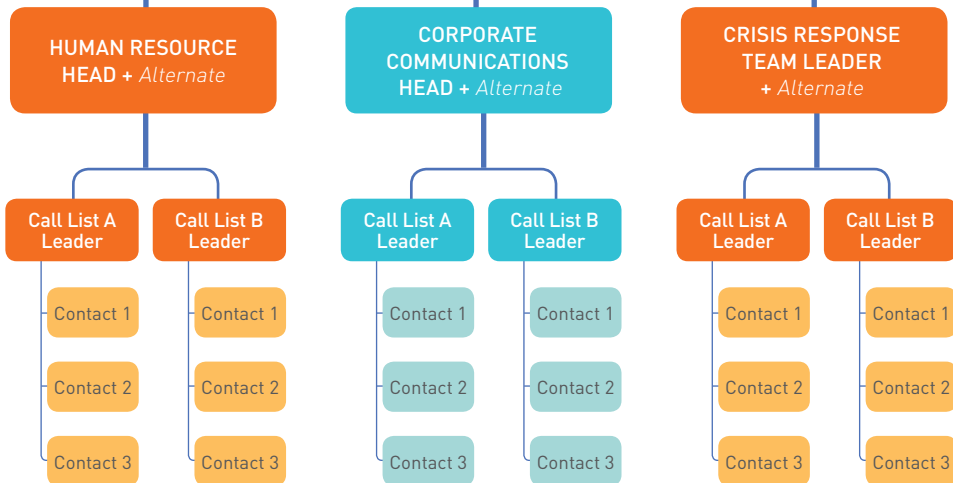 HUMAN RESOURCE
HEAD + Alternate
CORPORATE
COMMUNICATIONS
HEAD + Alternate
CRISIS RESPONSE
TEAM LEADER
+ Alternate
Call List A
Leader
Call List B
Leader
Call List A
Leader
Call List B
Leader
Call List A
Leader
Call List B
Leader
Contact 1
Contact 1
Contact 1
Contact 1
Contact 1
Contact 1
Contact 2
Contact 2
Contact 2
Contact 2
Contact 2
Contact 2
Contact 3
Contact 3
Contact 3
Contact 3
Contact 3
Contact 3